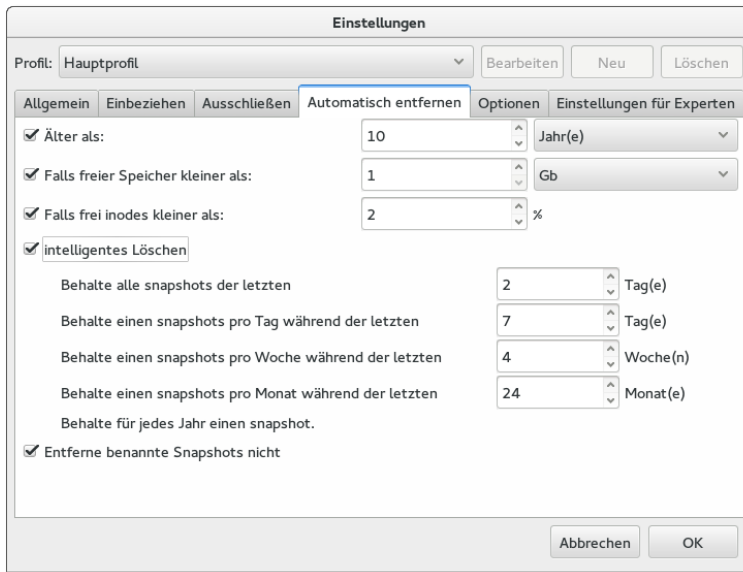 Einstellungen
Profil: Hauptprofil Bearbeiten Neu Löschen
Allgemein Einbeziehen Ausschließen Automatisch entfernen Optionen Einstellungen für Experten
Älter als: 10 Jahr(e)
Falls freier Speicher kleiner als: 1 Gb
Falls frei inodes kleiner als: 2 %
intelligentes Löschen
Behalte alle snapshots der letzten 2 Tag(e)
Behalte einen snapshots pro Tag während der letzten 7 Tag(e)
Behalte einen snapshots pro Woche während der letzten 4 Woche(n)
Behalte einen snapshots pro Monat während der letzten 24 Monat(e)
Behalte für jedes Jahr einen snapshot.
Entferne benannte Snapshots nicht
Abbrechen OK